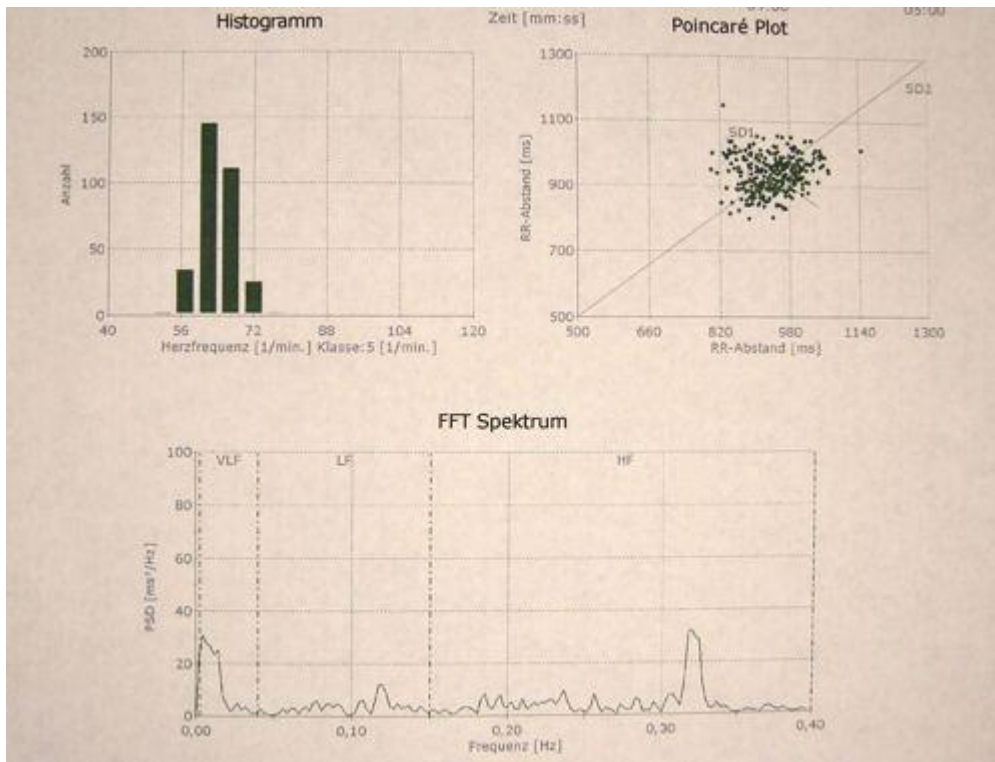 Histogramm
Zeit [mm:ss]
05:00
Poincaré Plot
200
150
100
50
0
Anzahl
40 56 72 88 104 120
Herzfrequenz [1/min.] Klasse: 5 [1/min.]
1300
1100
900
700
500
RR-Abstand [ms]
SD1
SD2
500 660 820 980 1140 1300
RR-Abstand [ms]
FFT Spektrum
VLF LF HF
100
80
60
40
20
0
PSD [ms²/Hz]
0,00 0,10 0,20 0,30 0,40
Frequenz [Hz]